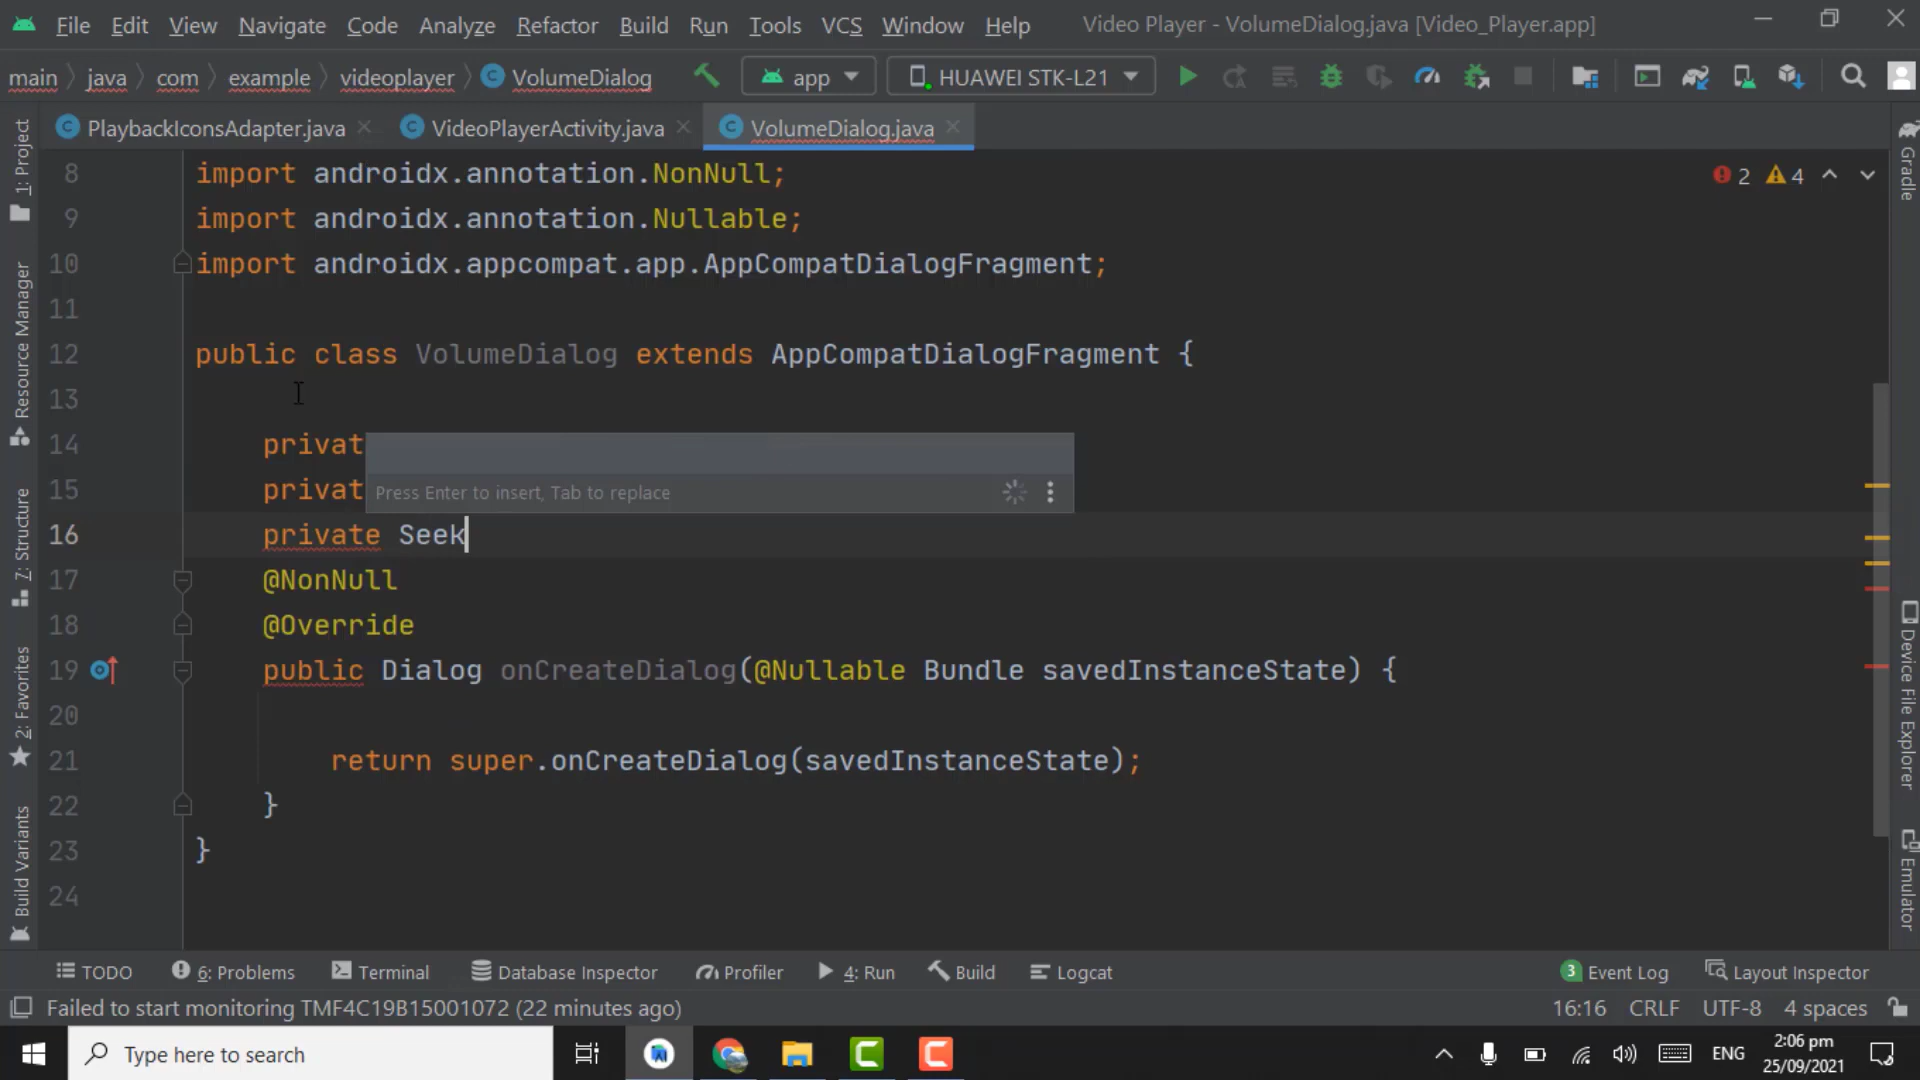 File Edit View Navigate Code Analyze Refactor Build Run Tools VCS Window Help Video Player - VolumeDialog.java [Video_Player.app]
main java com example videoplayer VolumeDialog app HUAWEI STK-L21
PlaybackIconsAdapter.java VideoPlayerActivity.java VolumeDialog.java
8 import androidx.annotation.NonNull;
2 4
9 import androidx.annotation.Nullable;
10 import androidx.appcompat.app.AppCompatDialogFragment;
11
12 public class VolumeDialog extends AppCompatDialogFragment {
13
14 privat
15 privat
Press Enter to insert, Tab to replace
16 private Seek
17 @NonNull
18 @Override
19 public Dialog onCreateDialog(@Nullable Bundle savedInstanceState) {
20
21 return super.onCreateDialog(savedInstanceState);
22 }
23 }
24
1: Project
Resource Manager
7: Structure
2: Favorites
Build Variants
Gradle
Device File Explorer
Emulator
TODO 6: Problems Terminal Database Inspector Profiler 4: Run Build Logcat 3 Event Log Layout Inspector
Failed to start monitoring TMF4C19B15001072 (22 minutes ago) 16:16 CRLF UTF-8 4 spaces
Type here to search ENG 2:06 pm
25/09/2021